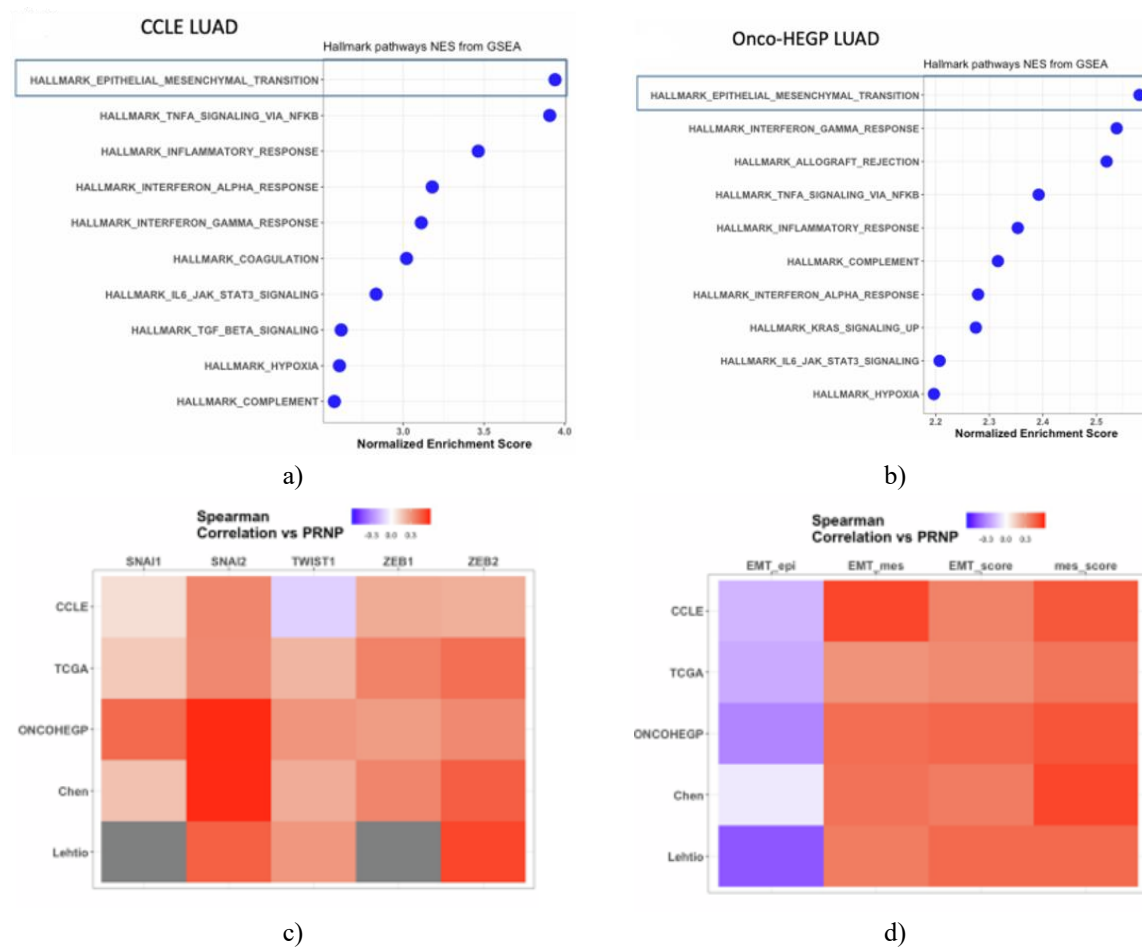 CCLE LUAD
Hallmark pathways NES from GSEA
HALLMARK_EPITHELIAL_MESENCHYMAL_TRANSITION
HALLMARK_TNFA_SIGNALING_VIA_NFKB
HALLMARK_INFLAMMATORY_RESPONSE
HALLMARK_INTERFERON_ALPHA_RESPONSE
HALLMARK_INTERFERON_GAMMA_RESPONSE
HALLMARK_COAGULATION
HALLMARK_IL6_JAK_STAT3_SIGNALING
HALLMARK_TGF_BETA_SIGNALING
HALLMARK_HYPOXIA
HALLMARK_COMPLEMENT
3.0 3.5 4.0
Normalized Enrichment Score
a)
Onco-HEGP LUAD
Hallmark pathways NES from GSEA
HALLMARK_EPITHELIAL_MESENCHYMAL_TRANSITION
HALLMARK_INTERFERON_GAMMA_RESPONSE
HALLMARK_ALLOGRAFT_REJECTION
HALLMARK_TNFA_SIGNALING_VIA_NFKB
HALLMARK_INFLAMMATORY_RESPONSE
HALLMARK_COMPLEMENT
HALLMARK_INTERFERON_ALPHA_RESPONSE
HALLMARK_KRAS_SIGNALING_UP
HALLMARK_IL6_JAK_STAT3_SIGNALING
HALLMARK_HYPOXIA
2.2 2.3 2.4 2.5
Normalized Enrichment Score
b)
Spearman
Correlation vs PRNP
-0.3 0.0 0.3
SNAI1 SNAI2 TWIST1 ZEB1 ZEB2
CCLE
TCGA
ONCOHEGP
Chen
Lehtio
c)
Spearman
Correlation vs PRNP
-0.3 0.0 0.3
EMT_epi EMT_mes EMT_score mes_score
CCLE
TCGA
ONCOHEGP
Chen
Lehtio
d)